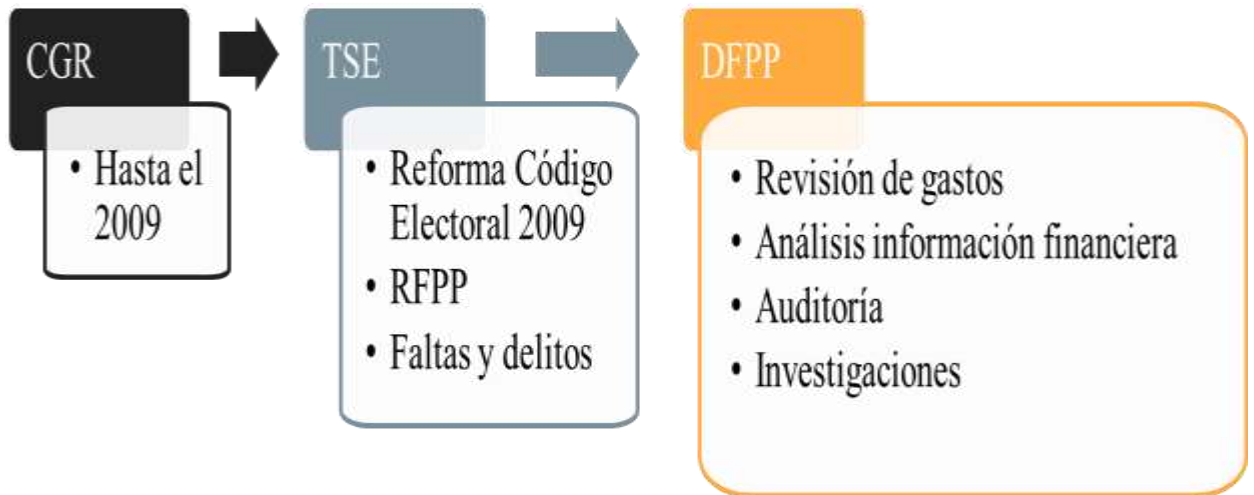 CGR
• Hasta el
2009
TSE
• Reforma Código
Electoral 2009
• RFPP
• Faltas y delitos
DFPP
• Revisión de gastos
• Análisis información financiera
• Auditoría
• Investigaciones